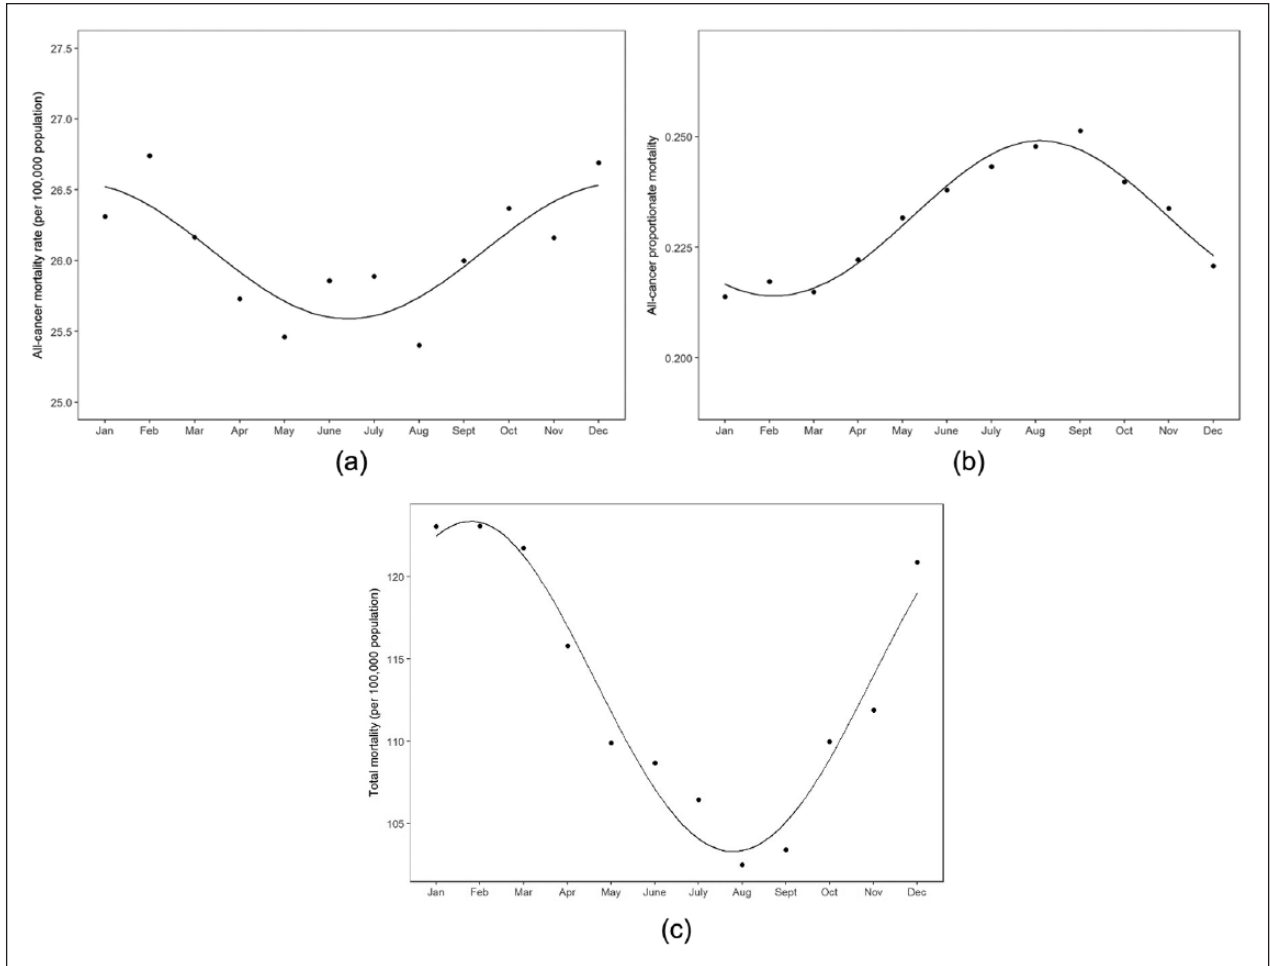 All-cancer mortality rate (per 100,000 population)
27.5
27.0
26.5
26.0
25.5
25.0
Jan Feb Mar Apr May June July Aug Sept Oct Nov Dec
(a)
All-cancer proportionate mortality
0.250
0.225
0.200
Jan Feb Mar Apr May June July Aug Sept Oct Nov Dec
(b)
Total mortality (per 100,000 population)
120
115
110
105
Jan Feb Mar Apr May June July Aug Sept Oct Nov Dec
(c)